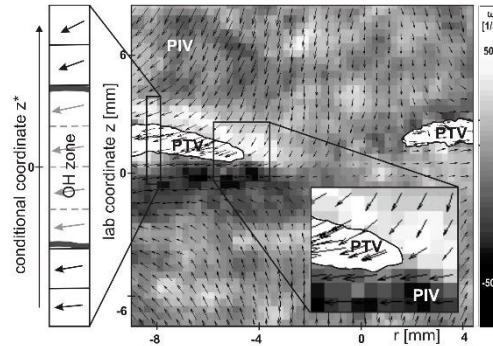 conditional coordinate z*
0
OH zone
lab coordinate z [mm]
6
0
-6
PIV
PTV
PTV
PTV
PIV
-8
-4
0
r [mm]
4
ω
[1/
50
-50